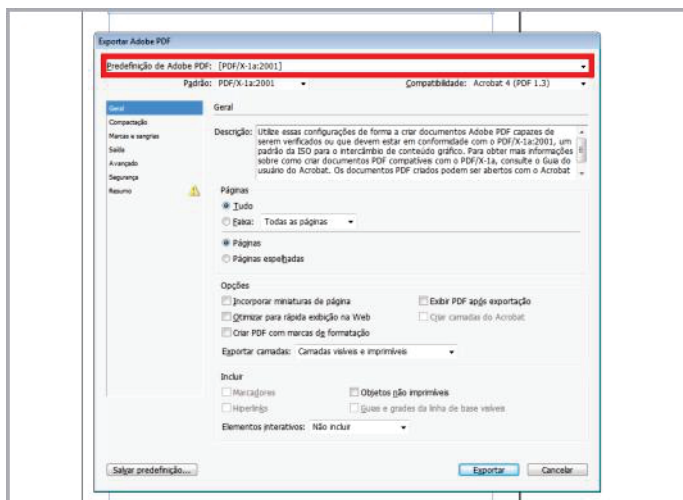 Exportar Adobe PDF
Predefinição de Adobe PDF: [PDF/X-1a:2001]
Padrão: PDF/X-1a:2001 Compatibilidade: Acrobat 4 (PDF 1.3)
Geral
Compactação
Marcas e sangrias
Saída
Avançado
Segurança
Resumo
Geral
Descrição: Utilize essas configurações de forma a criar documentos Adobe PDF capazes de
serem verificados ou que devem estar em conformidade com o PDF/X-1a:2001, um
padrão da ISO para o intercâmbio de conteúdo gráfico. Para obter mais informações
sobre como criar documentos PDF compatíveis com o PDF/X-1a, consulte o Guia do
usuário do Acrobat. Os documentos PDF criados podem ser abertos com o Acrobat
Páginas
Tudo
Faixa: Todas as páginas
Páginas
Páginas espelhadas
Opções
Incorporar miniaturas de página Exibir PDF após exportação
Otimizar para rápida exibição na Web Criar camadas do Acrobat
Criar PDF com marcas de formatação
Exportar camadas: Camadas visíveis e imprimíveis
Incluir
Marcadores Objetos não imprimíveis
Hiperlinks Guias e grades da linha de base visíveis
Elementos interativos: Não incluir
Salvar predefinição... Exportar Cancelar